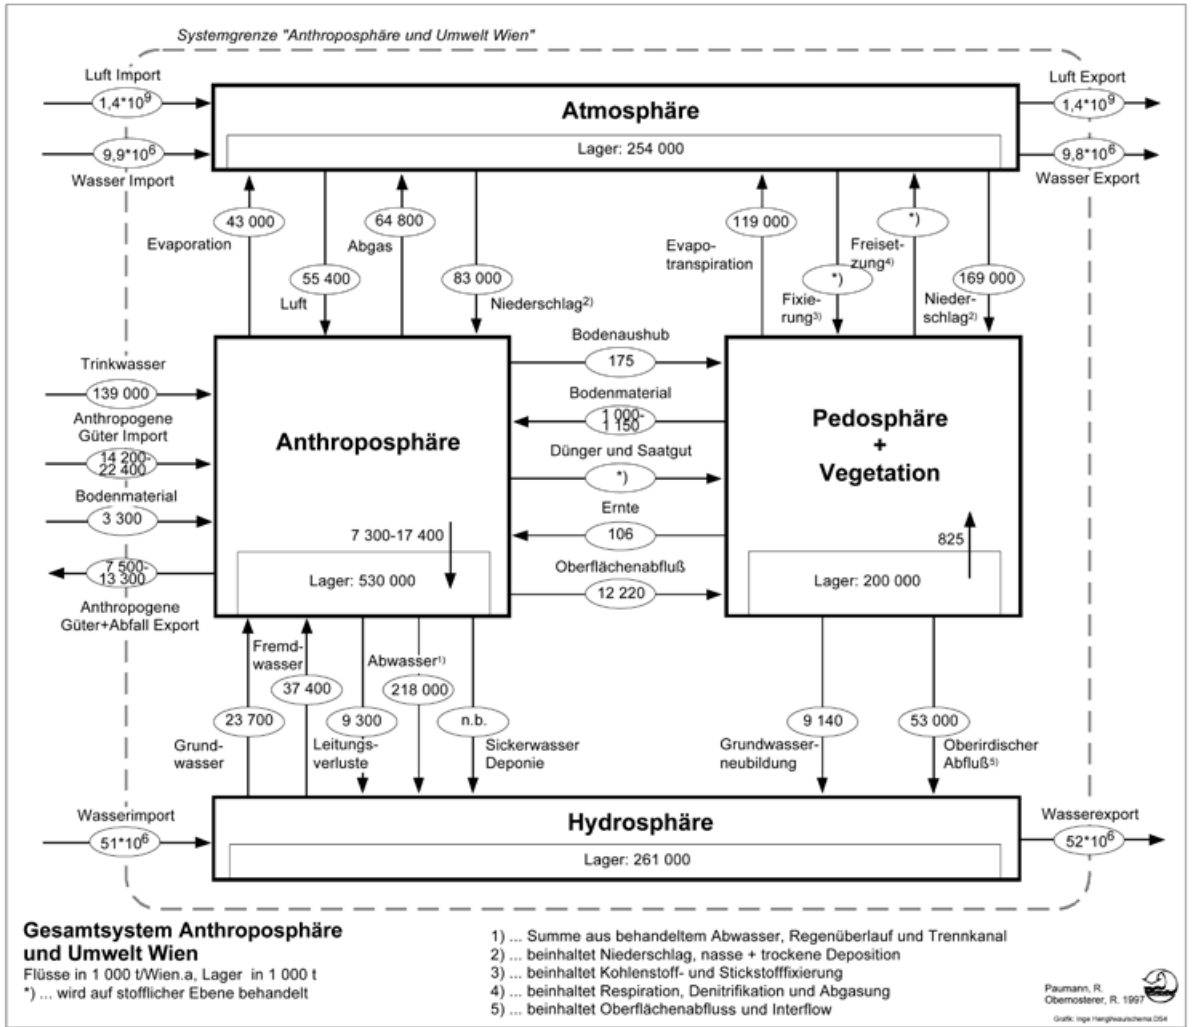 Systemgrenze "Anthroposphäre und Umwelt Wien"
Luft Import
1,4*10⁹
9,9*10⁶
Wasser Import
Atmosphäre
Lager: 254 000
Luft Export
1,4*10⁹
9,8*10⁶
Wasser Export
43 000
Evaporation
55 400
Luft
64 800
Abgas
83 000
Niederschlag²⁾
119 000
Evapo-
transpiration
*)
Fixie-
rung³⁾
*)
Freiset-
zung⁴⁾
169 000
Nieder-
schlag²⁾
Trinkwasser
139 000
Anthropogene
Güter Import
14 200-
22 400
Bodenmaterial
3 300
7 500-
13 300
Anthropogene
Güter+Abfall Export
Anthroposphäre
7 300-17 400
Lager: 530 000
Bodenaushub
175
Bodenmaterial
1 000-
1 150
Dünger und Saatgut
*)
Ernte
106
Oberflächenabfluß
12 220
Pedosphäre
+
Vegetation
825
Lager: 200 000
23 700
Grund-
wasser
Fremd-
wasser
37 400
9 300
Leitungs-
verluste
Abwasser¹⁾
218 000
n.b.
Sickerwasser
Deponie
9 140
Grundwasser-
neubildung
53 000
Oberirdischer
Abfluß⁵⁾
Wasserimport
51*10⁶
Hydrosphäre
Lager: 261 000
Wasserexport
52*10⁶
Gesamtsystem Anthroposphäre
und Umwelt Wien
Flüsse in 1 000 t/Wien.a, Lager in 1 000 t
*) ... wird auf stofflicher Ebene behandelt
1) ... Summe aus behandeltem Abwasser, Regenüberlauf und Trennkanal
2) ... beinhaltet Niederschlag, nasse + trockene Deposition
3) ... beinhaltet Kohlenstoff- und Stickstofffixierung
4) ... beinhaltet Respiration, Denitrifikation und Abgasung
5) ... beinhaltet Oberflächenabfluss und Interflow
Paumann, R.
Obernosterer, R. 1997
Grafik: Inge